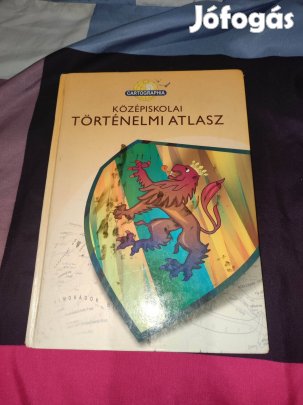 Jófogás
CARTOGRAPHIA
KÖZÉPISKOLAI
TÖRTÉNELMI ATLASZ